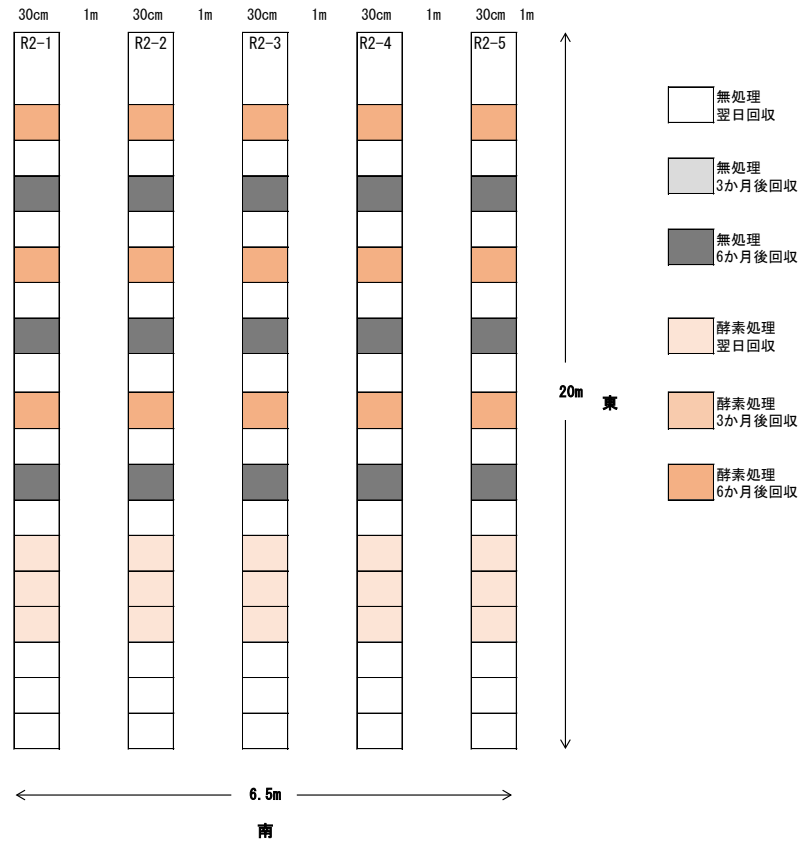 30cm 1m 30cm 1m 30cm 1m 30cm 1m 30cm 1m
R2-1 R2-2 R2-3 R2-4 R2-5
無処理
翌日回収
無処理
3か月後回収
無処理
6か月後回収
酵素処理
翌日回収
酵素処理
3か月後回収
酵素処理
6か月後回収
20m 東
6.5m
南